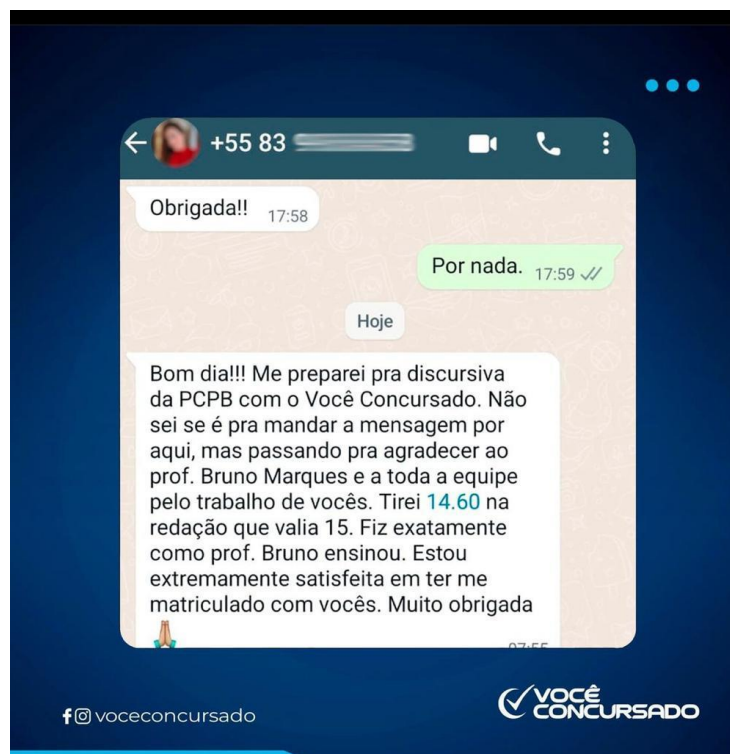 +55 83
Obrigada!! 17:58
Por nada. 17:59
Hoje
Bom dia!!! Me preparei pra discursiva
da PCPB com o Você Concursado. Não
sei se é pra mandar a mensagem por
aqui, mas passando pra agradecer ao
prof. Bruno Marques e a toda a equipe
pelo trabalho de vocês. Tirei 14.60 na
redação que valia 15. Fiz exatamente
como prof. Bruno ensinou. Estou
extremamente satisfeita em ter me
matriculado com vocês. Muito obrigada
voceconcursado
VOCÊ
CONCURSADO